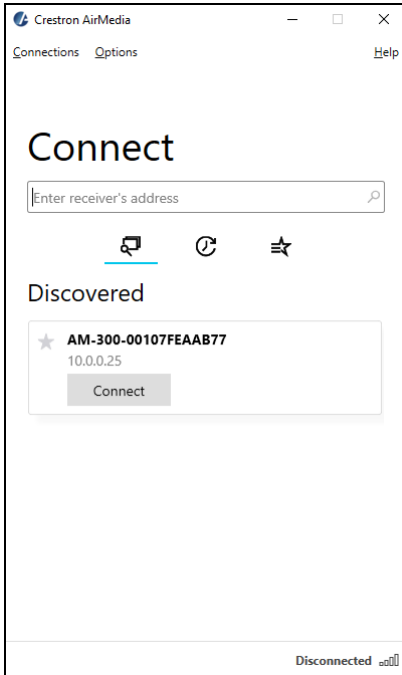 Crestron AirMedia
Connections Options Help
Connect
Enter receiver's address
Discovered
AM-300-00107FEAAB77
10.0.0.25
Connect
Disconnected